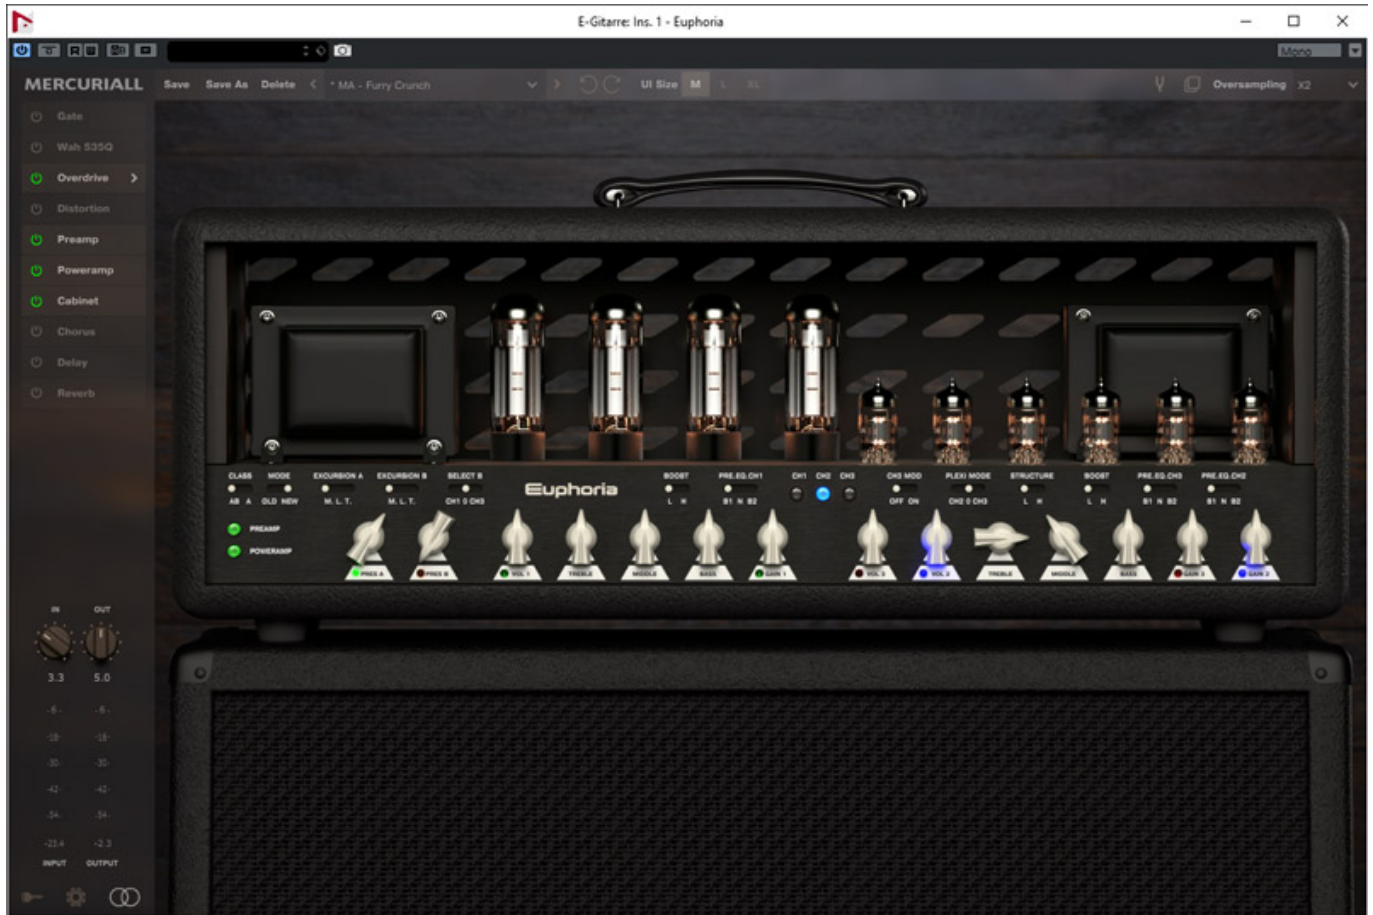 E-Gitarre: Ins. 1 - Euphoria
Mono
MERCURIALL Save Save As Delete * MA - Furry Crunch UI Size M L XL Oversampling x2
Gate
Wah 535Q
Overdrive
Distortion
Preamp
Poweramp
Cabinet
Chorus
Delay
Reverb
CLASS MODE EXCURSION A EXCURSION B SELECT B BOOST PRE.EQ.CH1 CH1 CH2 CH3 CH3 MOD PLEXI MODE STRUCTURE BOOST PRE.EQ.CH3 PRE.EQ.CH2
Euphoria
AB A OLD NEW M. L. T. M. L. T. CH1 0 CH3 L H B1 N B2 OFF ON CH2 0 CH3 L H L H B1 N B2 B1 N B2
PREAMP
POWERAMP
PRES A PRES B VOL 1 TREBLE MIDDLE BASS GAIN 1 VOL 3 VOL 2 TREBLE MIDDLE BASS GAIN 3 GAIN 2
IN OUT
3.3 5.0
-6- -6-
-18- -18-
-30- -30-
-42- -42-
-54- -54-
-23.4 -2.3
INPUT OUTPUT